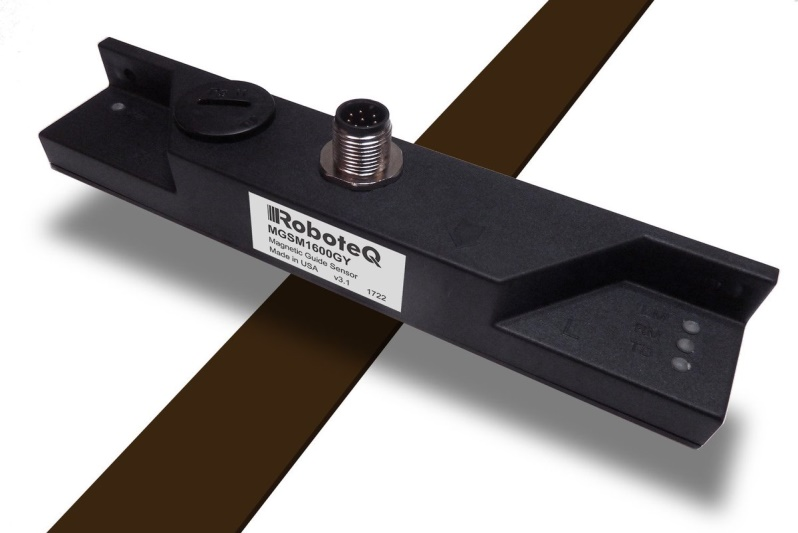 RoboteQ
MGSM1600GY
Magnetic Guide Sensor
Made in USA v3.1 1722